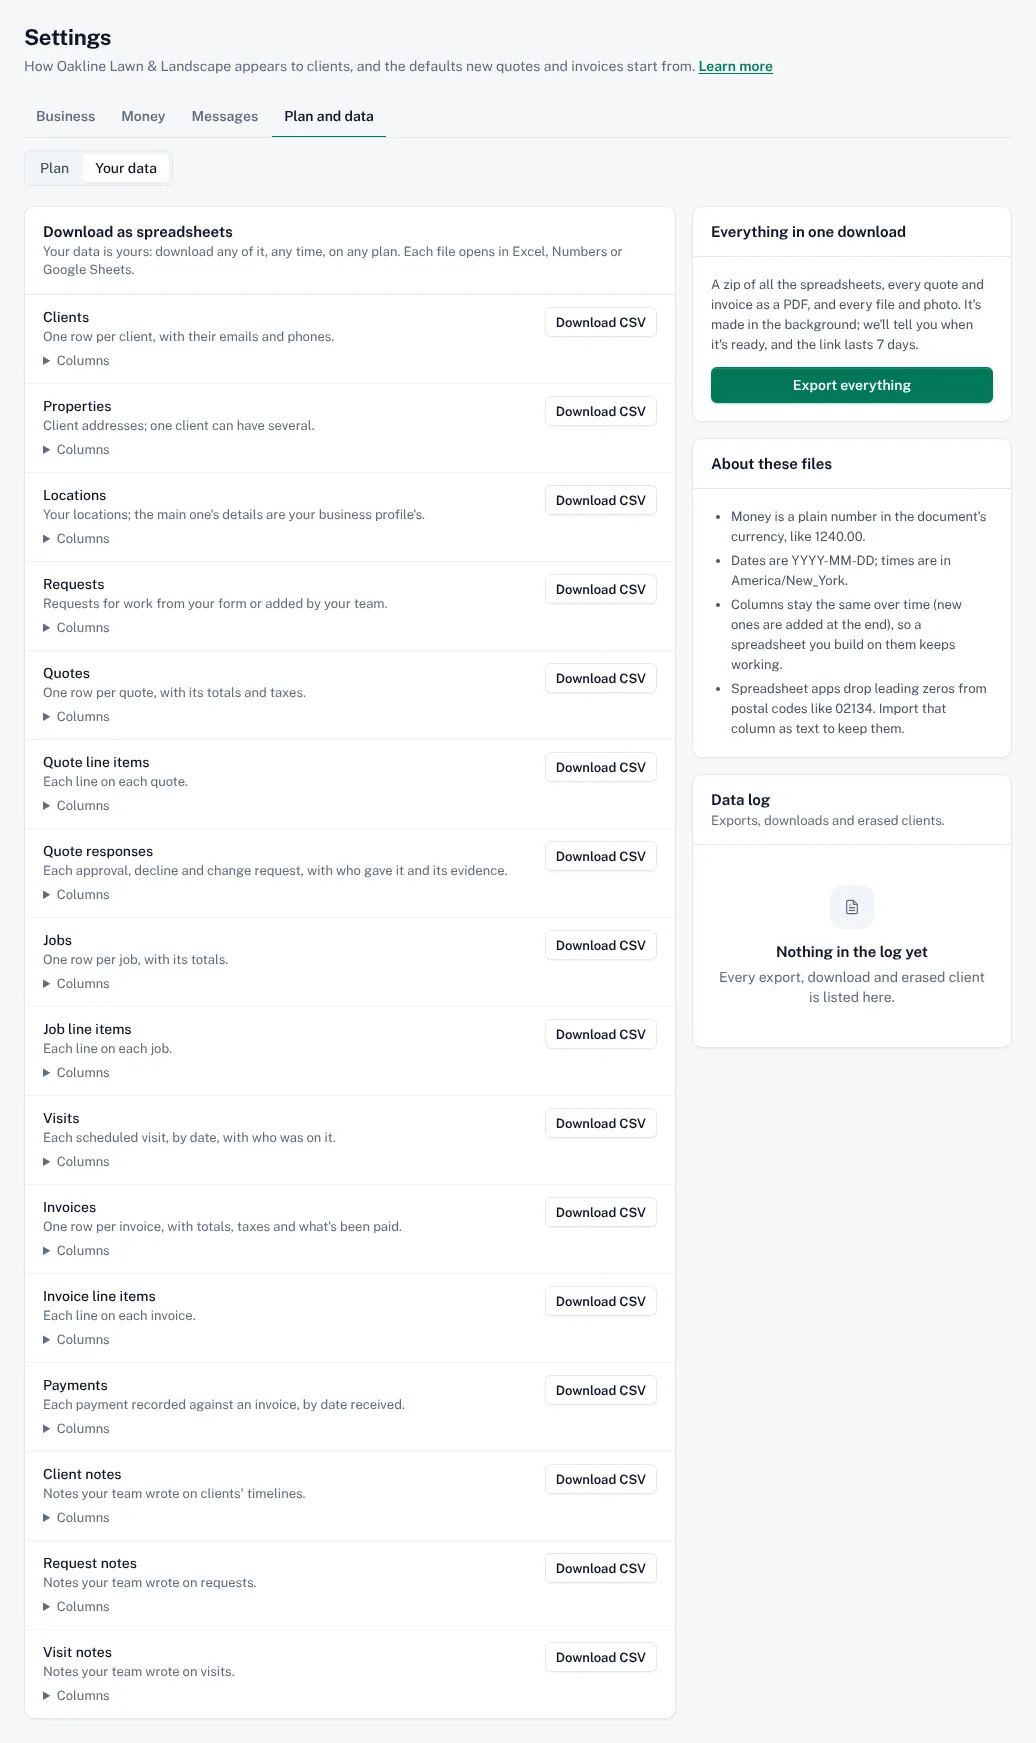 Settings
How Oakline Lawn & Landscape appears to clients, and the defaults new quotes and invoices start from. Learn more
Business
Money
Messages
Plan and data
Plan
Your data
Download as spreadsheets
Your data is yours: download any of it, any time, on any plan. Each file opens in Excel, Numbers or
Google Sheets.
Clients
One row per client, with their emails and phones.
Columns
Download CSV
Properties
Client addresses; one client can have several.
Columns
Download CSV
Locations
Your locations; the main one's details are your business profile's.
Columns
Download CSV
Requests
Requests for work from your form or added by your team.
Columns
Download CSV
Quotes
One row per quote, with its totals and taxes.
Columns
Download CSV
Quote line items
Each line on each quote.
Columns
Download CSV
Quote responses
Each approval, decline and change request, with who gave it and its evidence.
Columns
Download CSV
Jobs
One row per job, with its totals.
Columns
Download CSV
Job line items
Each line on each job.
Columns
Download CSV
Visits
Each scheduled visit, by date, with who was on it.
Columns
Download CSV
Invoices
One row per invoice, with totals, taxes and what's been paid.
Columns
Download CSV
Invoice line items
Each line on each invoice.
Columns
Download CSV
Payments
Each payment recorded against an invoice, by date received.
Columns
Download CSV
Client notes
Notes your team wrote on clients' timelines.
Columns
Download CSV
Request notes
Notes your team wrote on requests.
Columns
Download CSV
Visit notes
Notes your team wrote on visits.
Columns
Download CSV
Everything in one download
A zip of all the spreadsheets, every quote and
invoice as a PDF, and every file and photo. It's
made in the background; we'll tell you when
it's ready, and the link lasts 7 days.
Export everything
About these files
• Money is a plain number in the document's
currency, like 1240.00.
• Dates are YYYY-MM-DD; times are in
America/New_York.
• Columns stay the same over time (new
ones are added at the end), so a
spreadsheet you build on them keeps
working.
• Spreadsheet apps drop leading zeros from
postal codes like 02134. Import that
column as text to keep them.
Data log
Exports, downloads and erased clients.
Nothing in the log yet
Every export, download and erased client
is listed here.